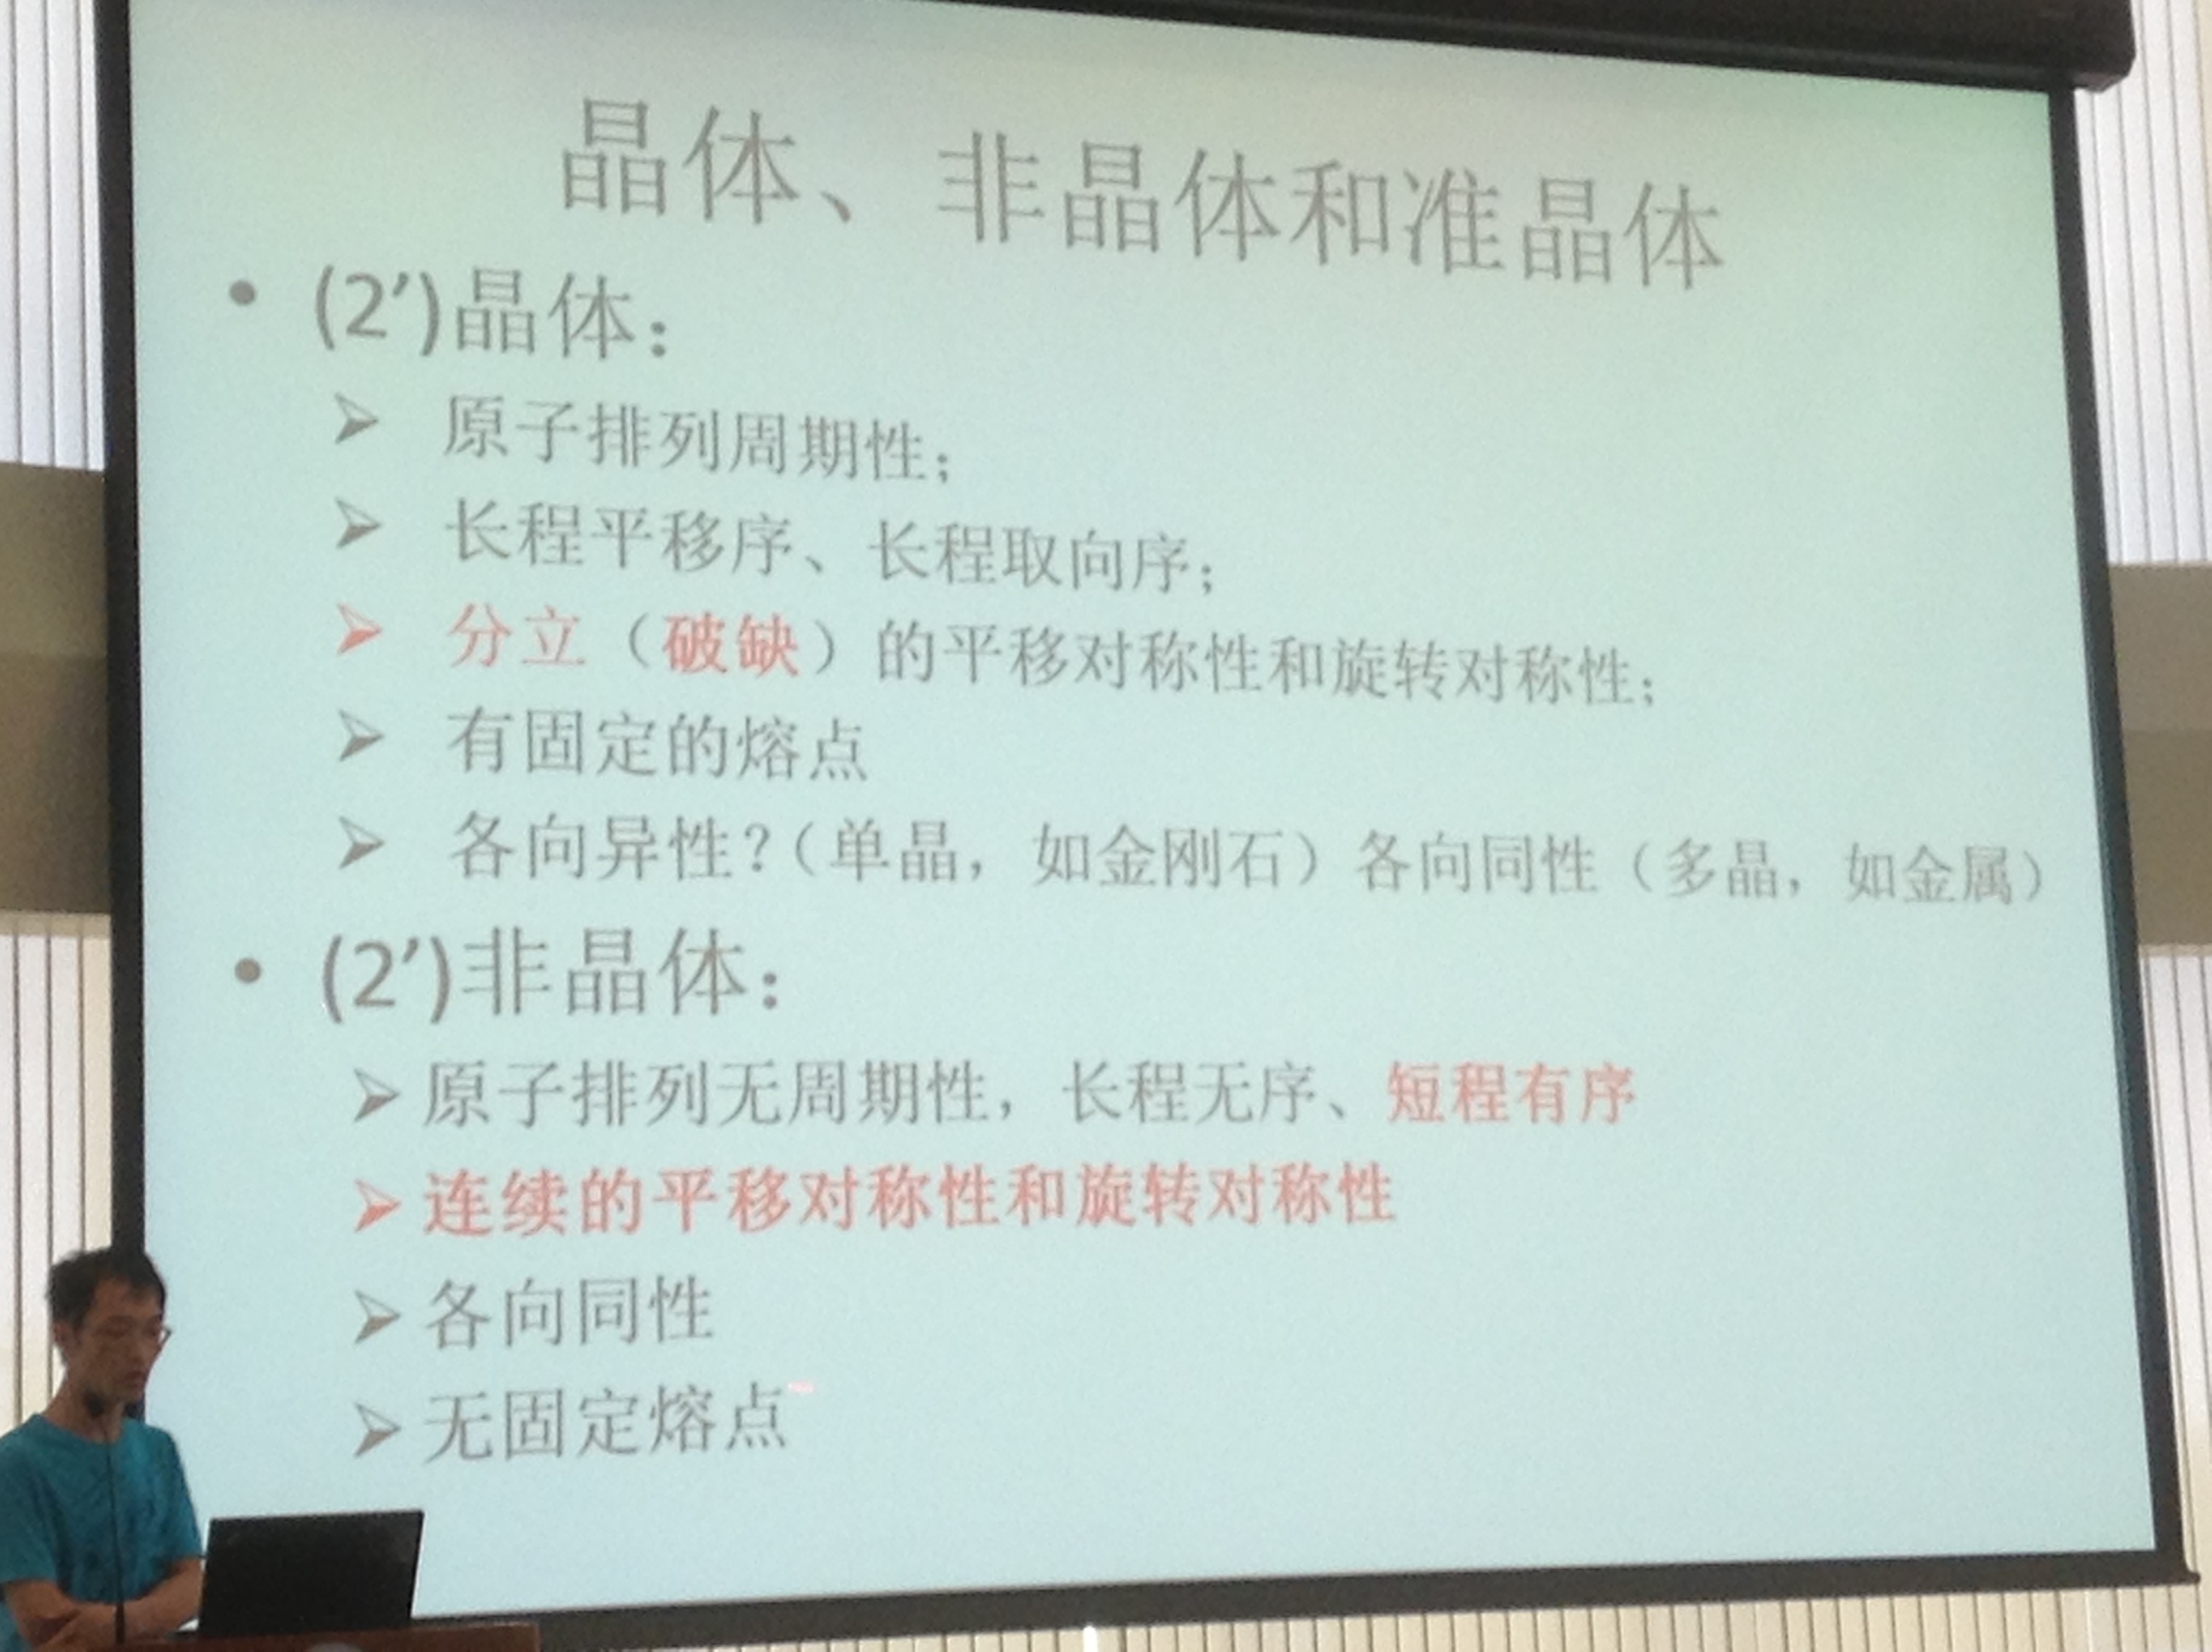 晶体、非晶体和准晶体
• (2′)晶体：
➢ 原子排列周期性；
➢ 长程平移序、长程取向序；
➢ 分立（破缺）的平移对称性和旋转对称性；
➢ 有固定的熔点
➢ 各向异性？（单晶，如金刚石）各向同性（多晶，如金属）
• (2′)非晶体：
➢ 原子排列无周期性，长程无序、短程有序
➢ 连续的平移对称性和旋转对称性
➢ 各向同性
➢ 无固定熔点